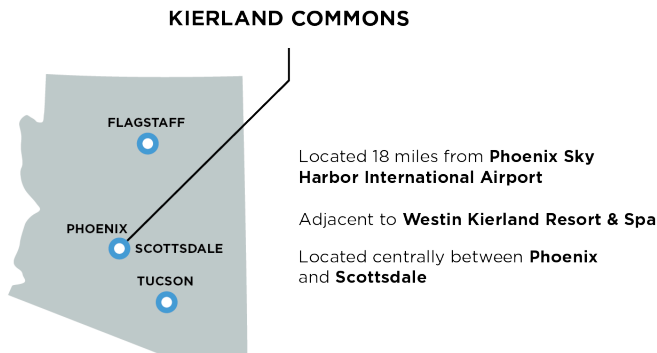 KIERLAND COMMONS
FLAGSTAFF
PHOENIX
SCOTTSDALE
TUCSON
Located 18 miles from Phoenix Sky
Harbor International Airport
Adjacent to Westin Kierland Resort & Spa
Located centrally between Phoenix
and Scottsdale